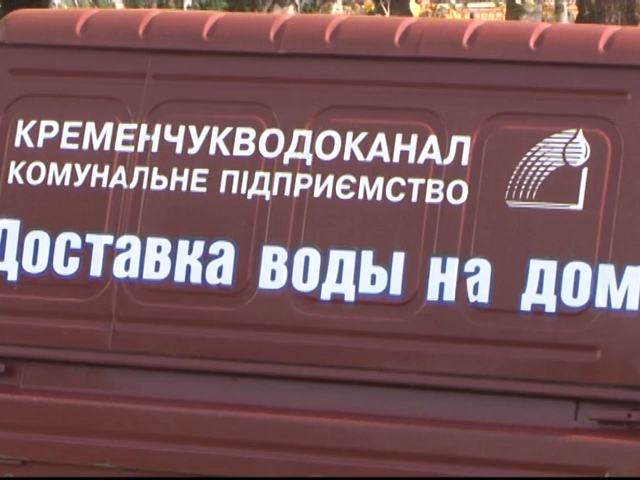 КРЕМЕНЧУКВОДОКАНАЛ
КОМУНАЛЬНЕ ПІДПРИЄМСТВО
Доставка воды на дом